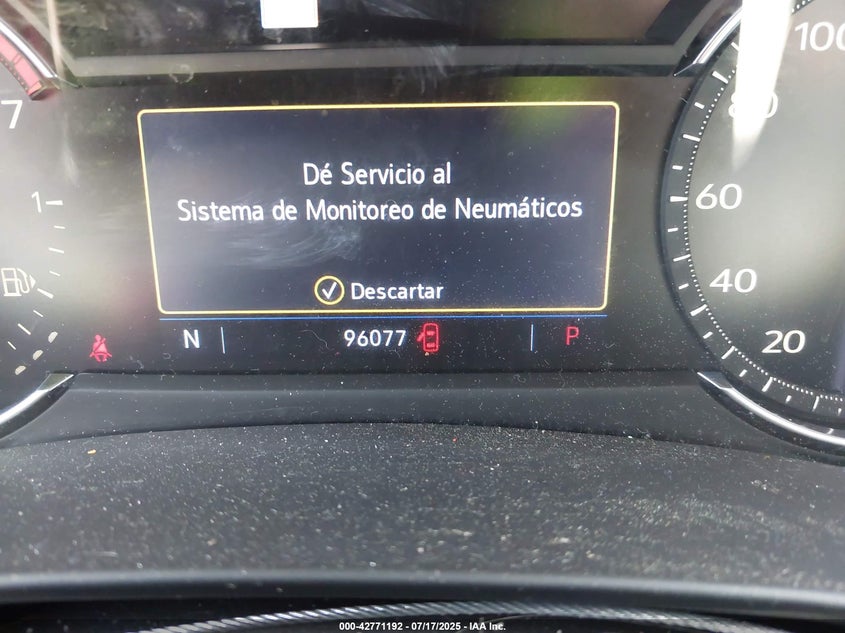 7
1
100
80
60
40
20
Dé Servicio al
Sistema de Monitoreo de Neumáticos
Descartar
N 96077 P
000-42771192 - 07/17/2025 - IAA Inc.